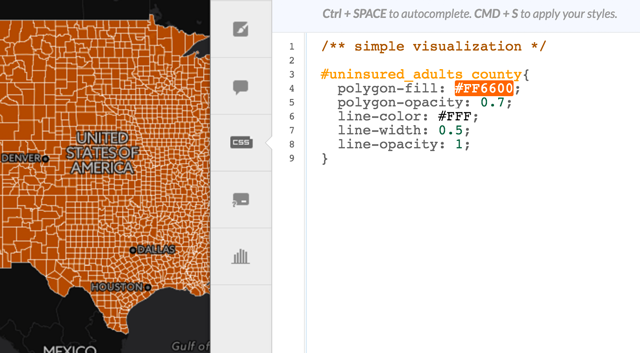 Ctrl + SPACE to autocomplete. CMD + S to apply your styles.
1 /** simple visualization */
2
3 #uninsured_adults_county{
4 polygon-fill: #FF6600;
5 polygon-opacity: 0.7;
6 line-color: #FFF;
7 line-width: 0.5;
8 line-opacity: 1;
9 }
UNITED
STATES OF
AMERICA
DENVER
CSS
DALLAS
HOUSTON
MEXICO
Gulf of